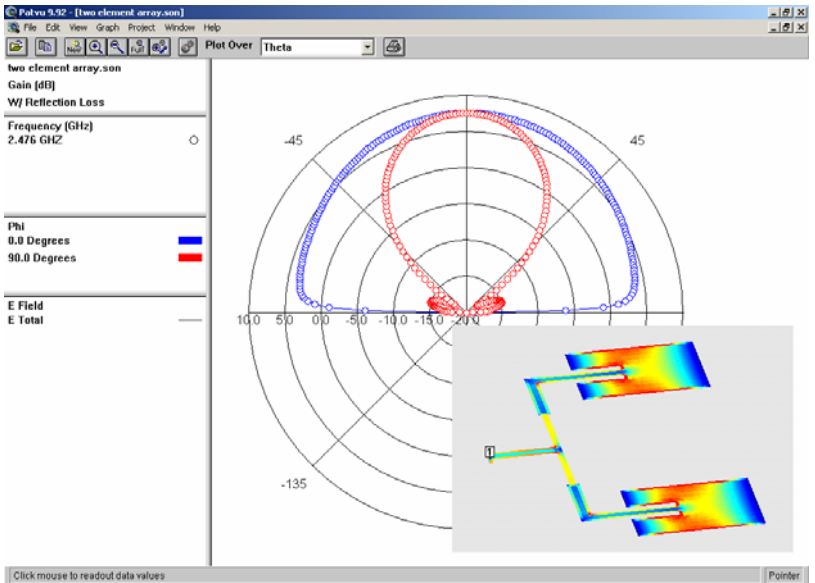 Patvu 9.92 - [two element array.son]
File Edit View Graph Project Window Help
New Full Plot Over Theta
two element array.son
Gain (dB)
W/ Reflection Loss
Frequency (GHz)
2.476 GHZ
Phi
0.0 Degrees
90.0 Degrees
E Field
E Total
-45 45
10.0 5.0 0.0 -5.0 -10.0 -15.0 -20.0
-135
1
Click mouse to readout data values Pointer